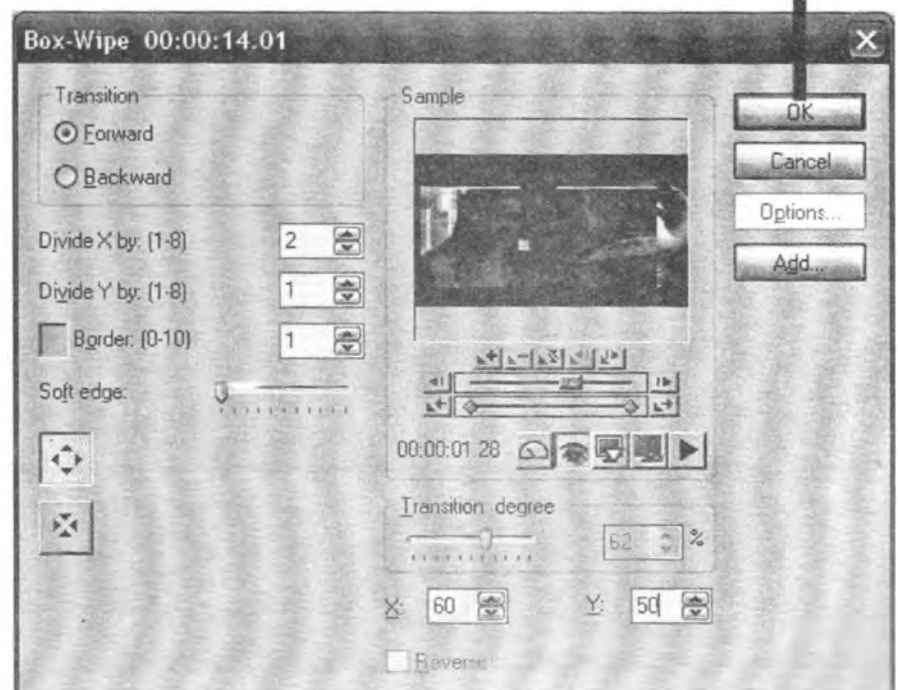 Box-Wipe 00:00:14.01
Transition
Forward
Backward
Divide X by: (1-8) 2
Divide Y by: (1-8) 1
Border: (0-10) 1
Soft edge:
Sample
00:00:01.28
Transition degree
62 %
X: 60 Y: 50
Reverse
OK
Cancel
Options...
Add...